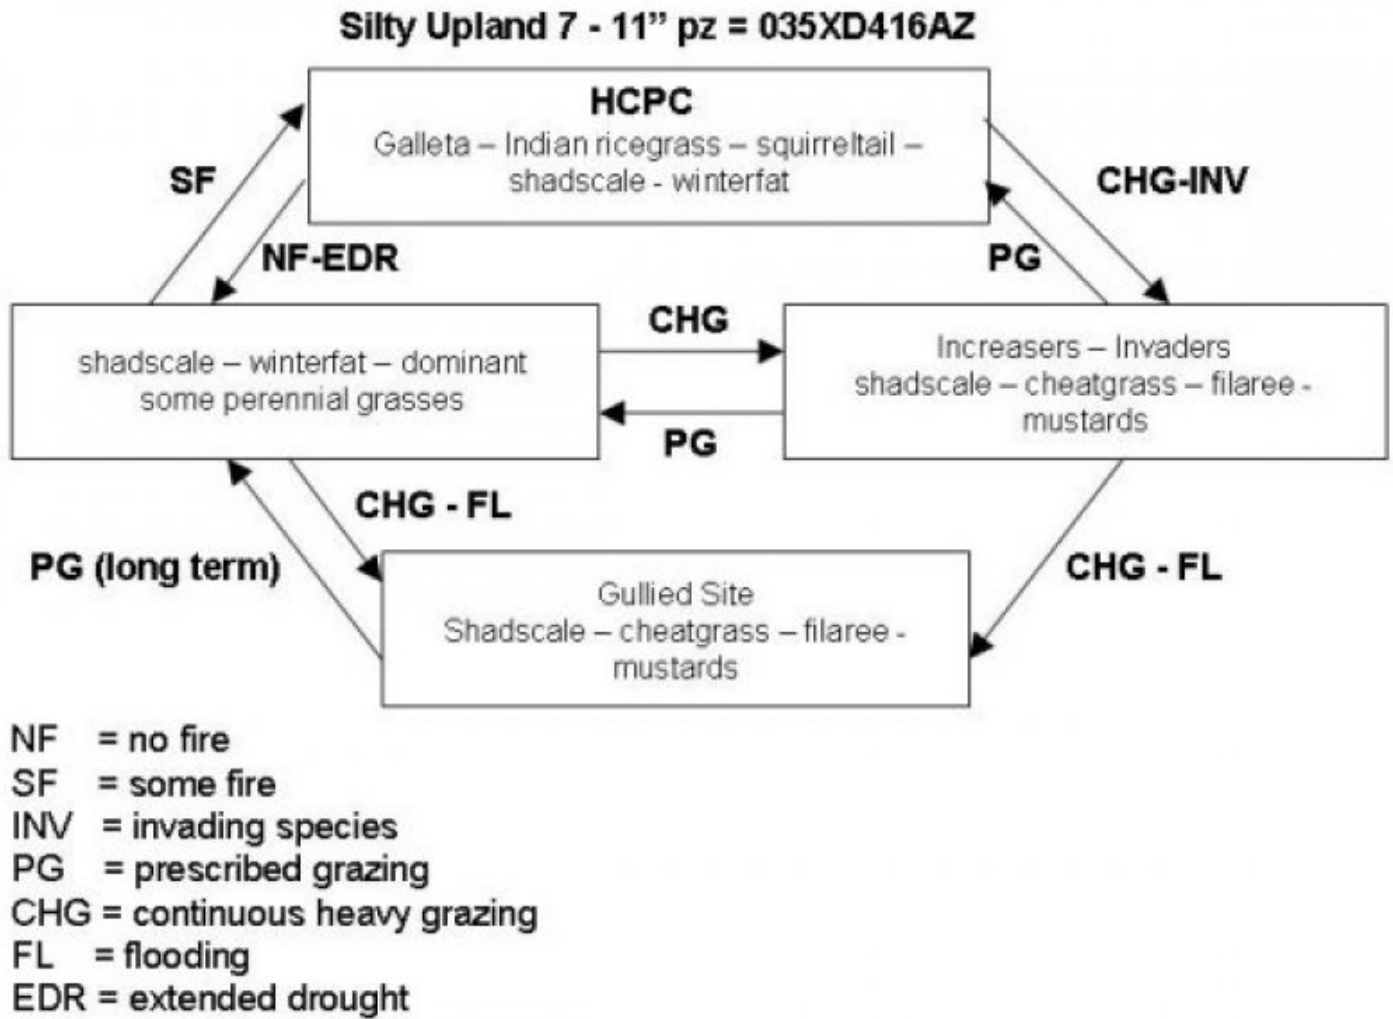 Silty Upland 7 - 11” pz = 035XD416AZ
HCPC
Galleta – Indian ricegrass – squirreltail –
shadscale - winterfat
SF
CHG-INV
NF-EDR
PG
shadscale – winterfat – dominant
some perennial grasses
CHG
PG
Increasers – Invaders
shadscale – cheatgrass – filaree -
mustards
CHG - FL
PG (long term)
CHG - FL
Gullied Site
Shadscale – cheatgrass – filaree -
mustards
NF = no fire
SF = some fire
INV = invading species
PG = prescribed grazing
CHG = continuous heavy grazing
FL = flooding
EDR = extended drought